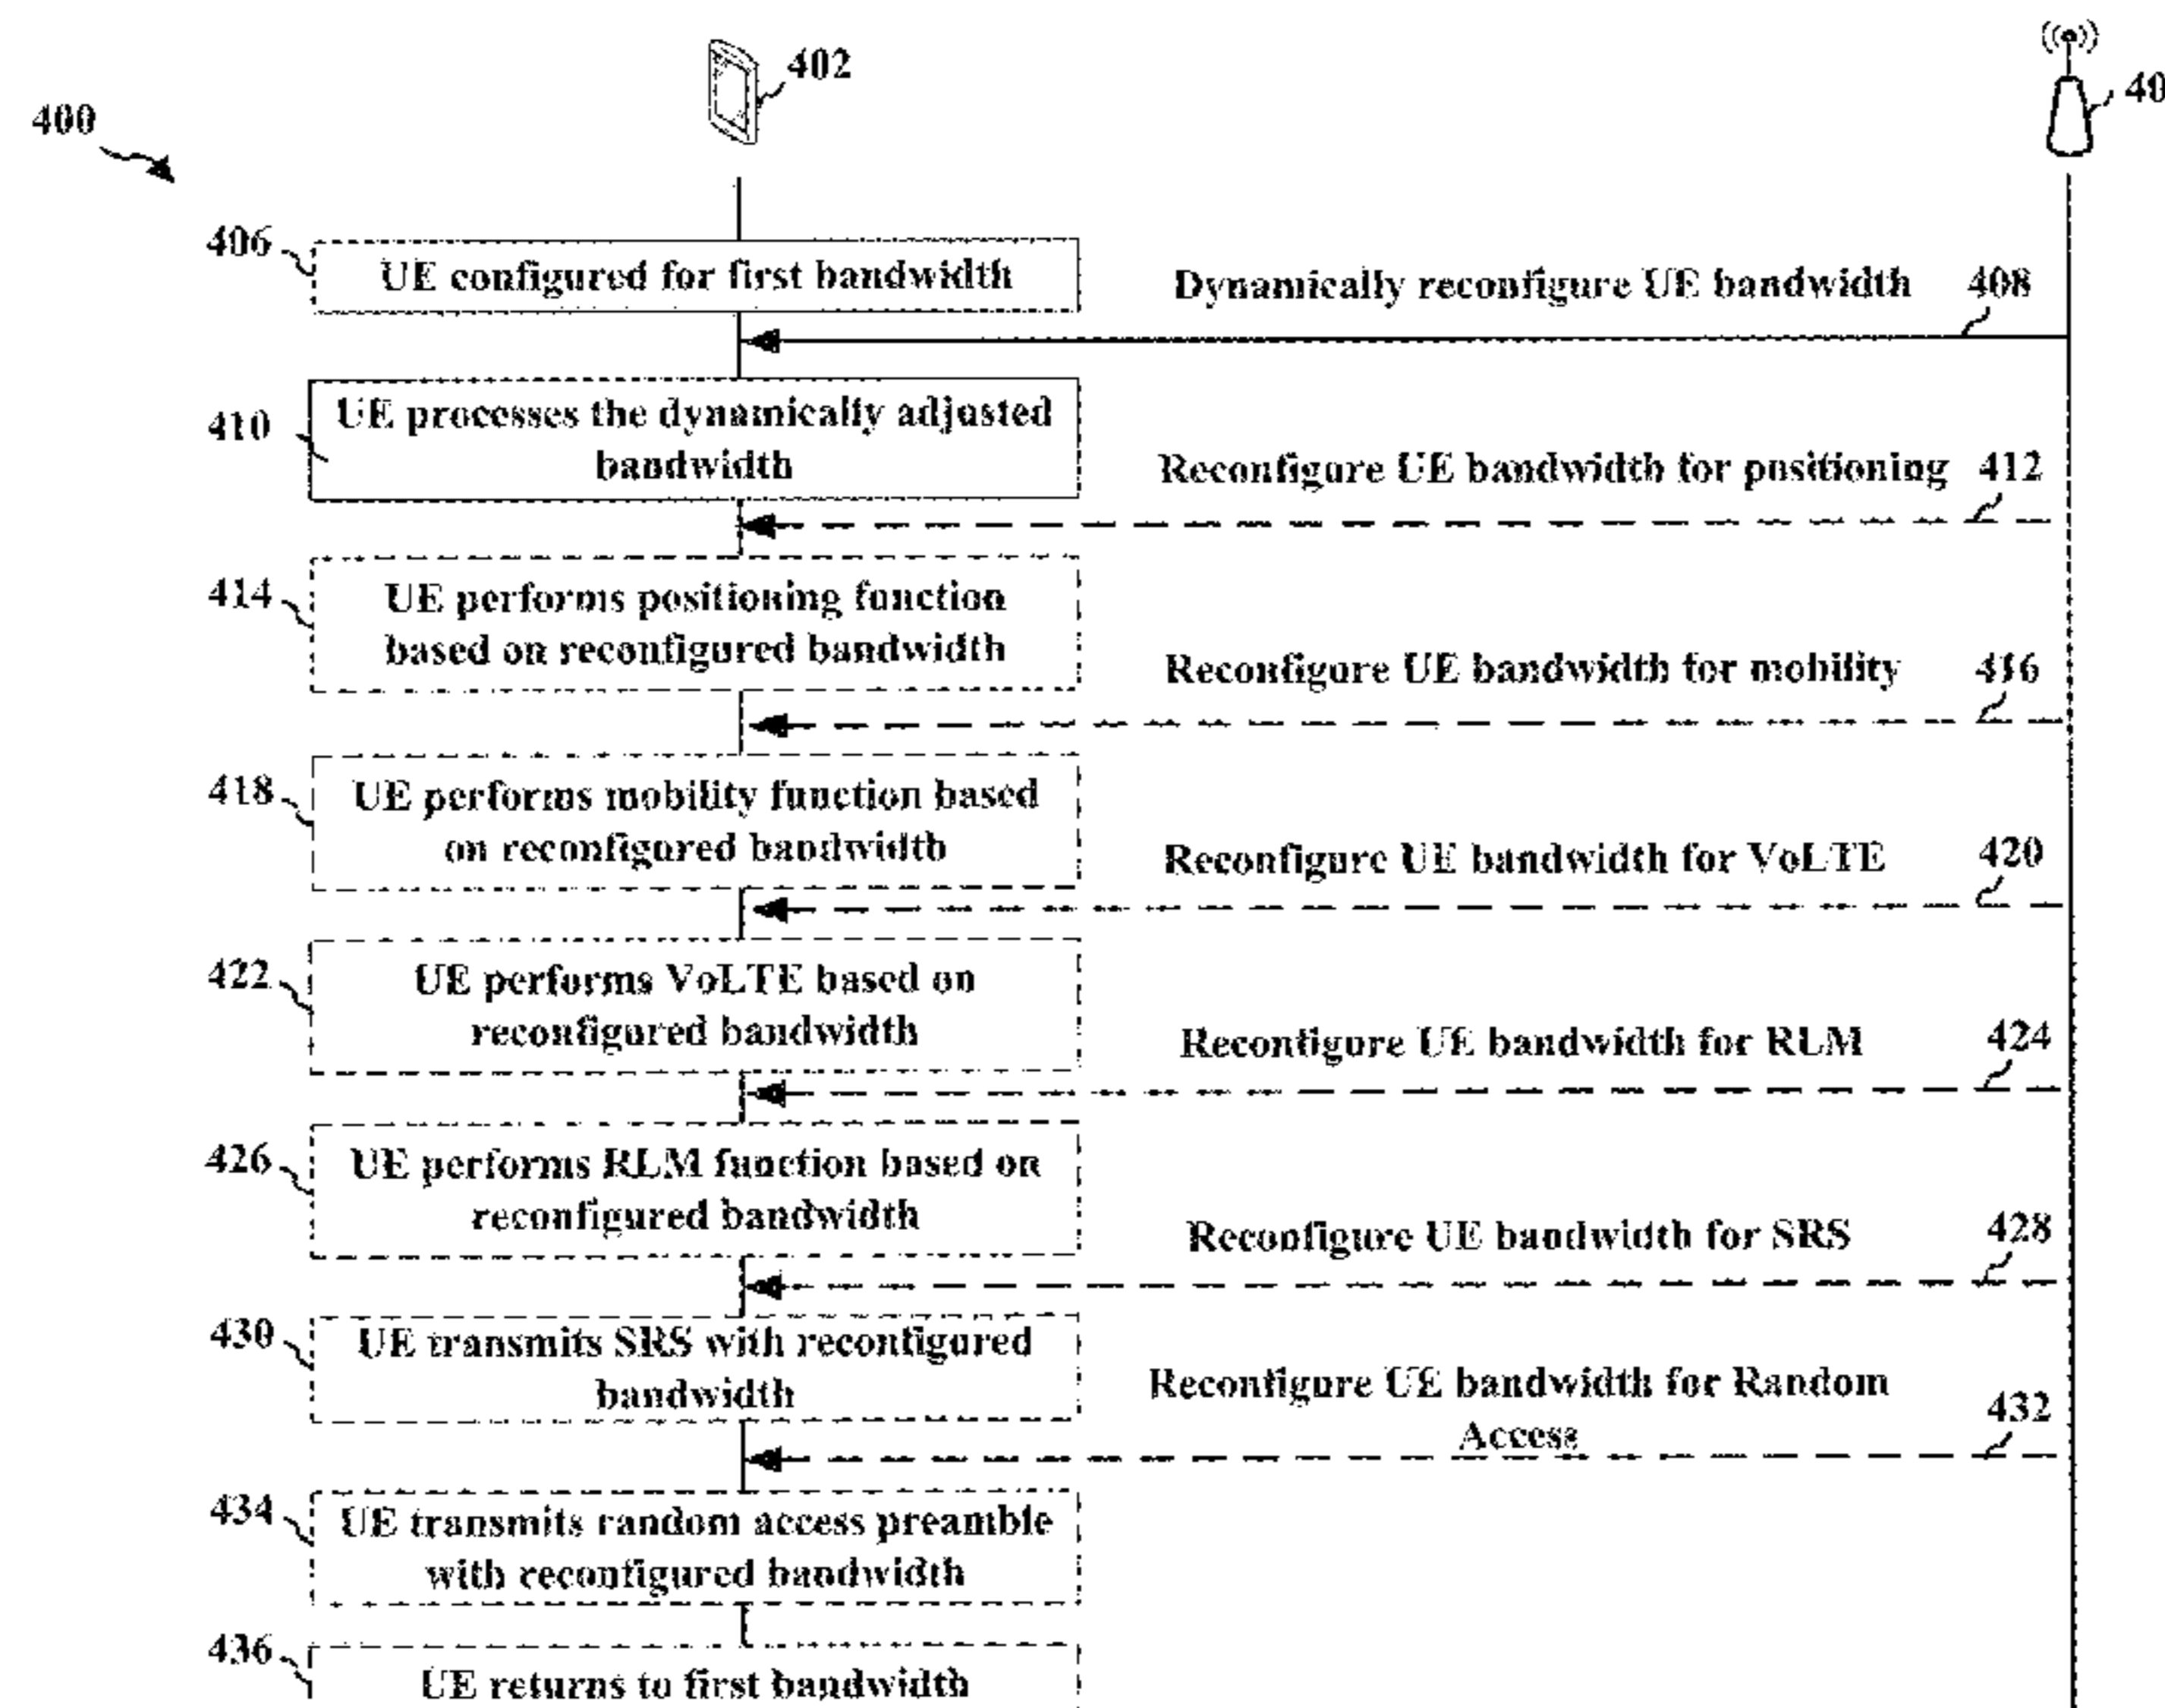 402
400
406
UE configured for first bandwidth
Dynamically reconfigure UE bandwidth
408
410
UE processes the dynamically adjusted
bandwidth
Reconfigure UE bandwidth for positioning
412
414
UE performs positioning function
based on reconfigured bandwidth
Reconfigure UE bandwidth for mobility
416
418
UE performs mobility function based
on reconfigured bandwidth
Reconfigure UE bandwidth for VoLTE
420
422
UE performs VoLTE based on
reconfigured bandwidth
Reconfigure UE bandwidth for RLM
424
426
UE performs RLM function based on
reconfigured bandwidth
Reconfigure UE bandwidth for SRS
428
430
UE transmits SRS with reconfigured
bandwidth
Reconfigure UE bandwidth for Random
Access
432
434
UE transmits random access preamble
with reconfigured bandwidth
436
UE returns to first bandwidth